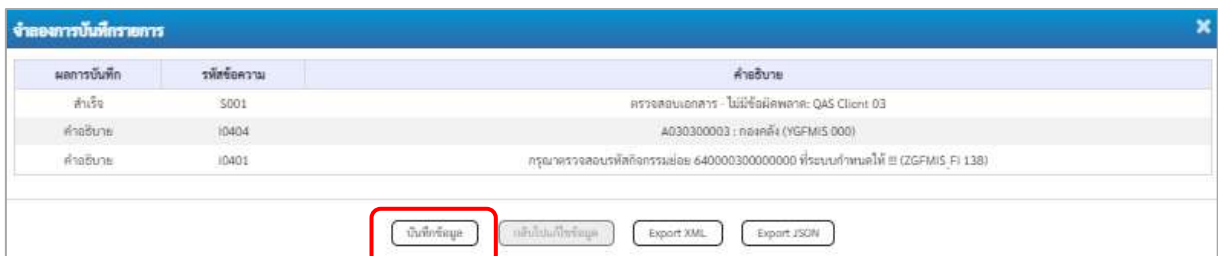 จำลองการบันทึกรายการ
ผลการบันทึก รหัสข้อความ คำอธิบาย
สำเร็จ S001 ตรวจสอบเอกสาร - ไม่มีข้อผิดพลาด: QAS Client 03
คำอธิบาย I0404 A030300003 : กองคลัง (YGFMIS 000)
คำอธิบาย I0401 กรุณาตรวจสอบรหัสกิจกรรมย่อย 640000300000000 ที่ระบบกำหนดให้ !!! (ZGFMIS_FI 138)
บันทึกข้อมูล กลับไปแก้ไขข้อมูล Export XML Export JSON